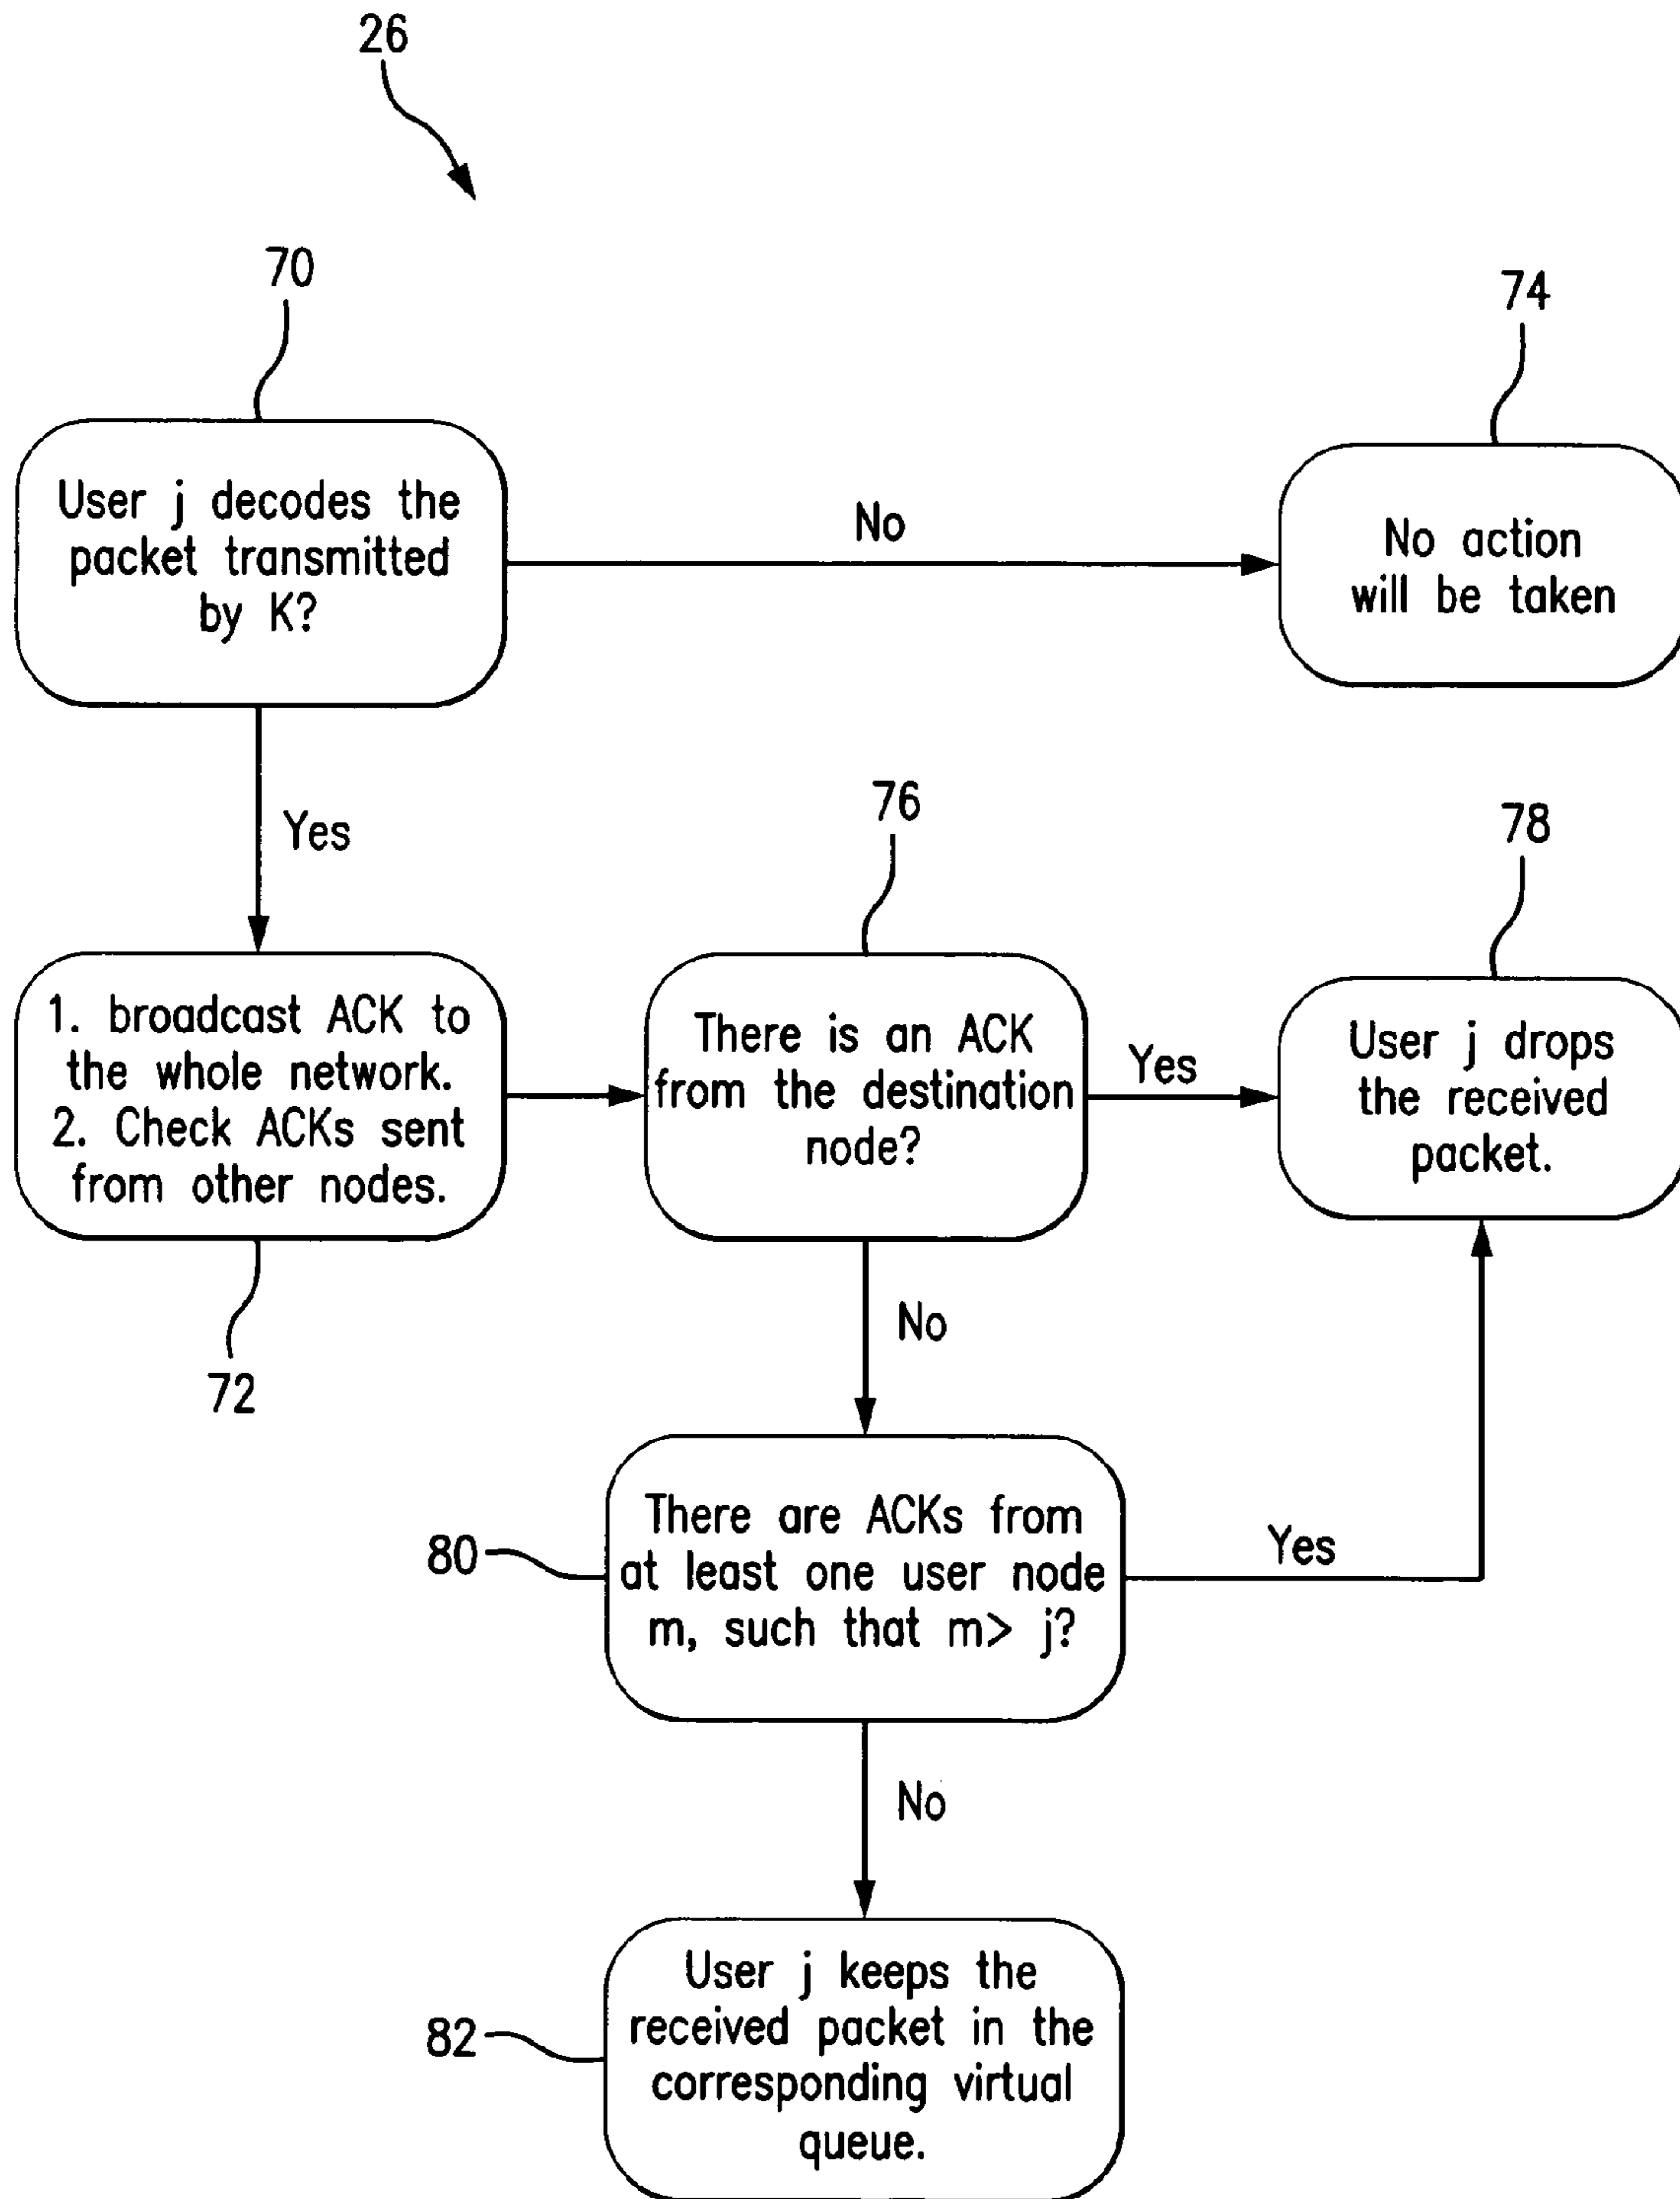 26
70
74
User j decodes the
packet transmitted
by K?
No
No action
will be taken
Yes
76
78
1. broadcast ACK to
the whole network.
2. Check ACKs sent
from other nodes.
There is an ACK
from the destination
node?
Yes
User j drops
the received
packet.
72
No
80
There are ACKs from
at least one user node
m, such that m> j?
Yes
No
82
User j keeps the
received packet in the
corresponding virtual
queue.